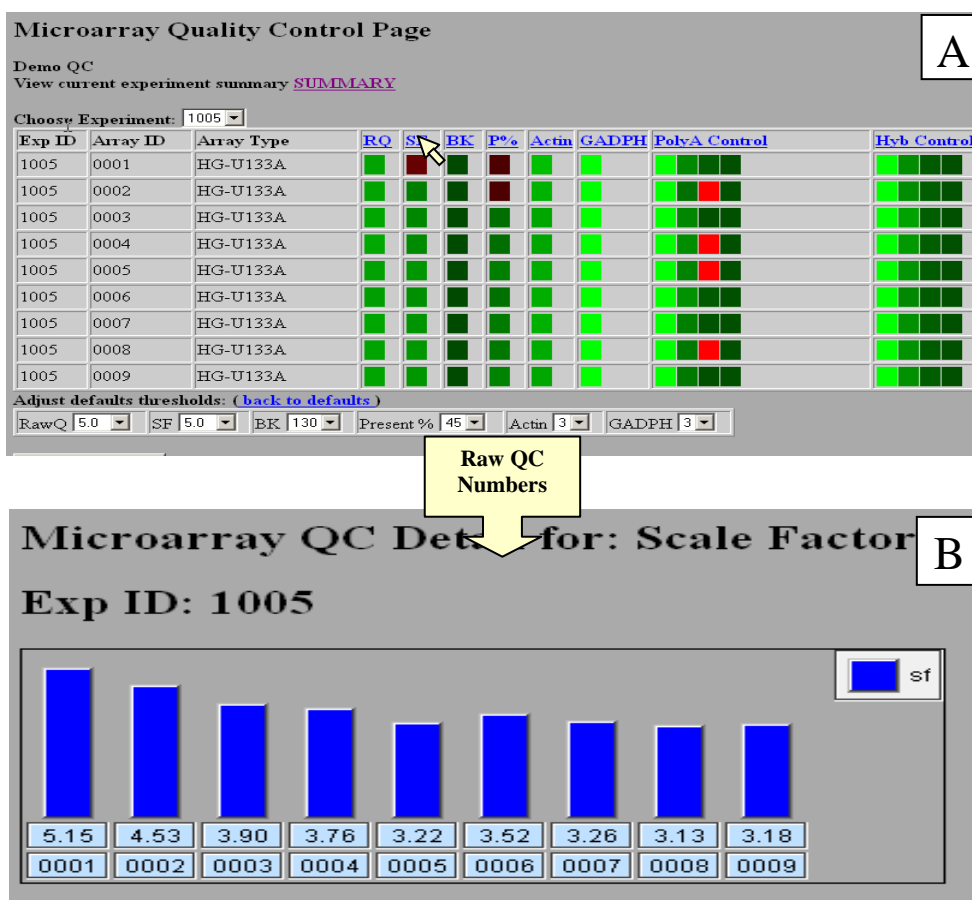 Microarray Quality Control Page
A
Demo QC
View current experiment summary SUMMARY
Choose Experiment: 1005
Exp ID Array ID Array Type RQ SF BK P% Actin GADPH PolyA Control Hyb Control
1005 0001 HG-U133A
1005 0002 HG-U133A
1005 0003 HG-U133A
1005 0004 HG-U133A
1005 0005 HG-U133A
1005 0006 HG-U133A
1005 0007 HG-U133A
1005 0008 HG-U133A
1005 0009 HG-U133A
Adjust defaults thresholds: ( back to defaults )
RawQ 5.0 SF 5.0 BK 130 Present % 45 Actin 3 GADPH 3
Raw QC
Numbers
Microarray QC for: Scale Factor
B
Exp ID: 1005
sf
5.15 4.53 3.90 3.76 3.22 3.52 3.26 3.13 3.18
0001 0002 0003 0004 0005 0006 0007 0008 0009